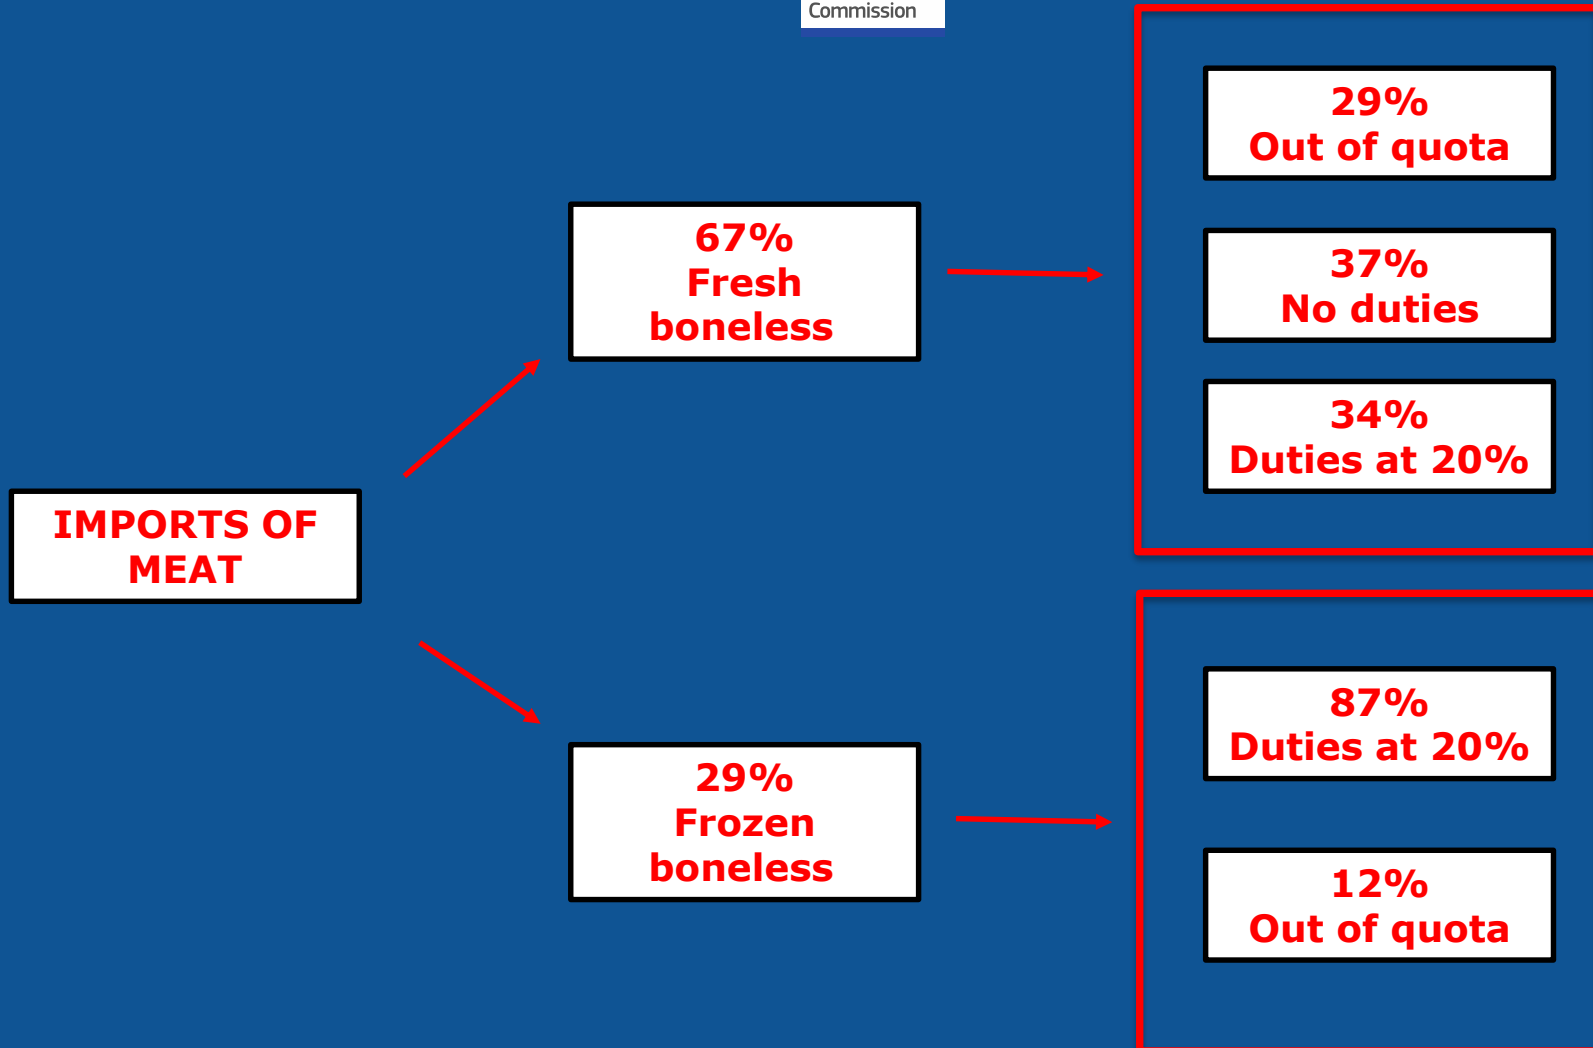 Commission
29%
Out of quota
67%
Fresh
boneless
37%
No duties
34%
Duties at 20%
IMPORTS OF
MEAT
87%
Duties at 20%
29%
Frozen
boneless
12%
Out of quota